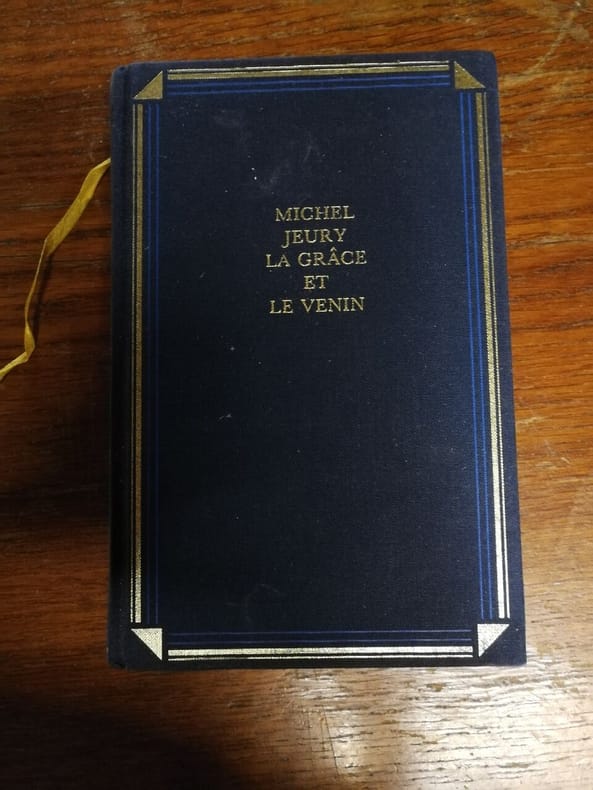 MICHEL
JEURY
LA GRÂCE
ET
LE VENIN